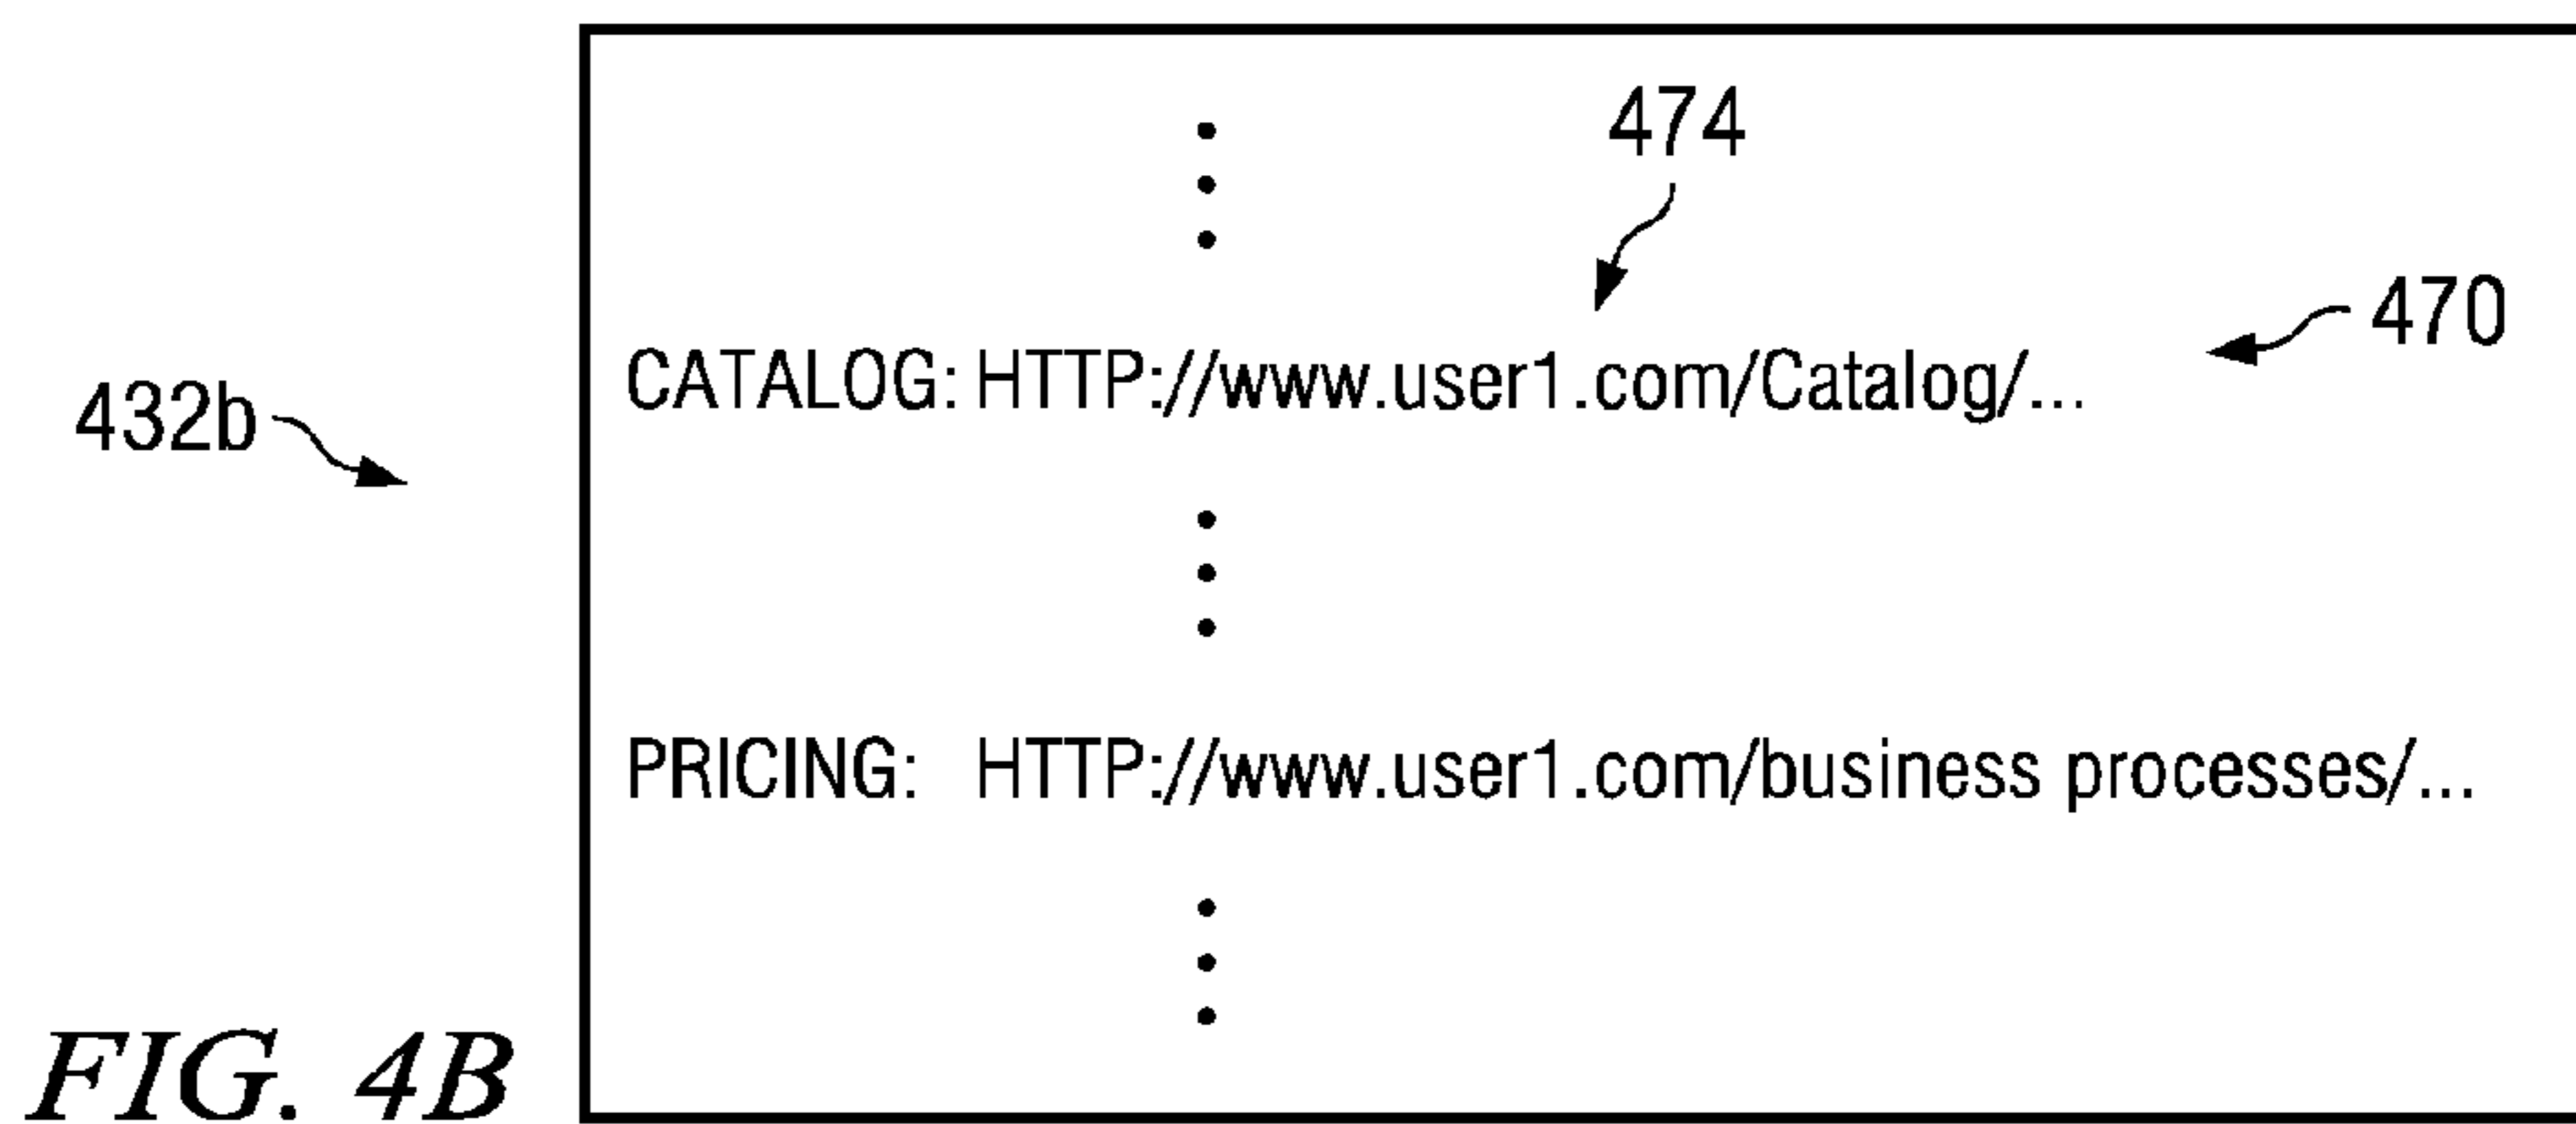 474
470
CATALOG: HTTP://www.user1.com/Catalog/...
432b
PRICING: HTTP://www.user1.com/business processes/...
FIG. 4B